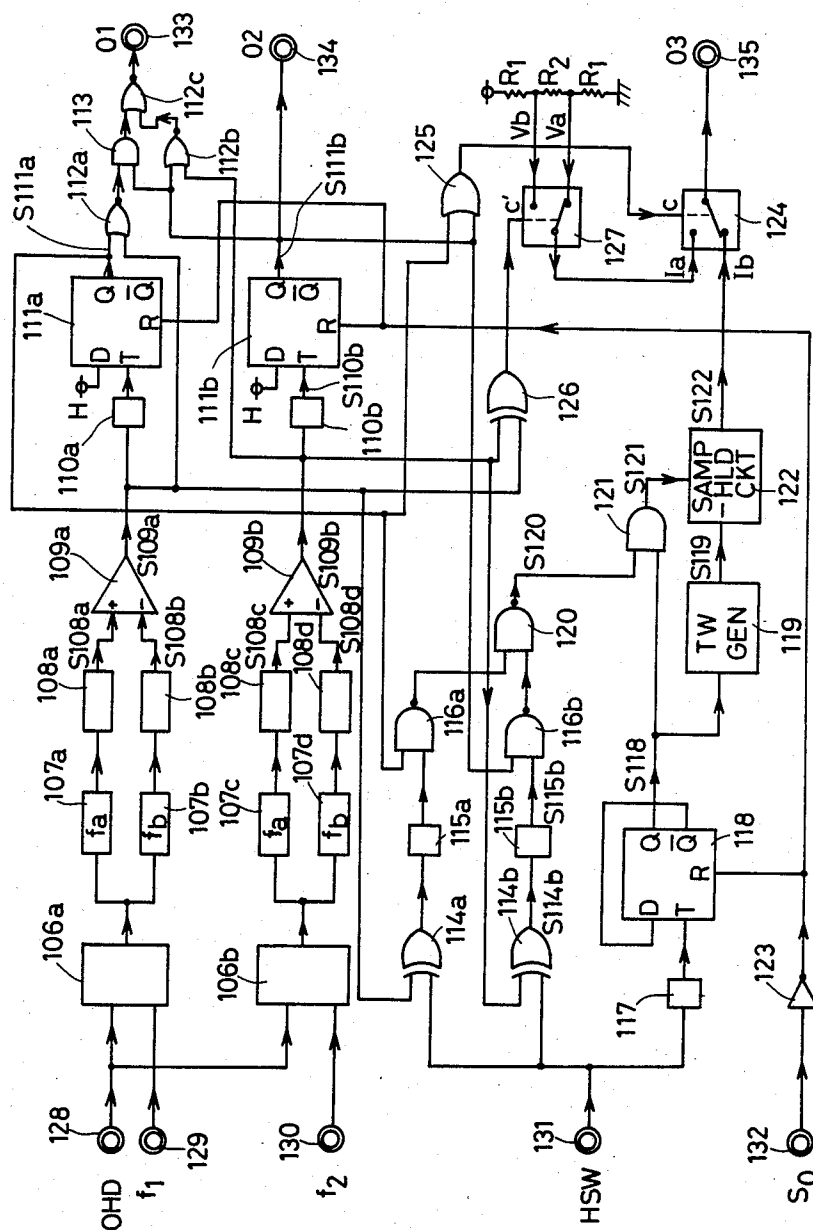 O1
133
O2
134
O3
135
112c
113
112a
112b
S111a
S111b
125
R1
R2
R1
Vb
Va
c'
127
c
124
Ia
Ib
111a
D
Q
T
Q
R
H
110a
111b
D
Q
T
Q
R
H
S110b
110b
126
109a
S109a
109b
S109b
S108a
S108b
S108c
S108d
+
−
+
−
108a
108b
108c
108d
107a
fa
fb
107b
107c
fa
fb
107d
106a
106b
128
OHD
129
f1
130
f2
131
HSW
132
S0
114a
114b
S114b
115a
115b
S115b
116a
116b
120
S120
121
S121
SAMP
-HLD
CKT
122
S122
S119
TW
GEN
119
S118
118
D
Q
T
Q
R
117
123